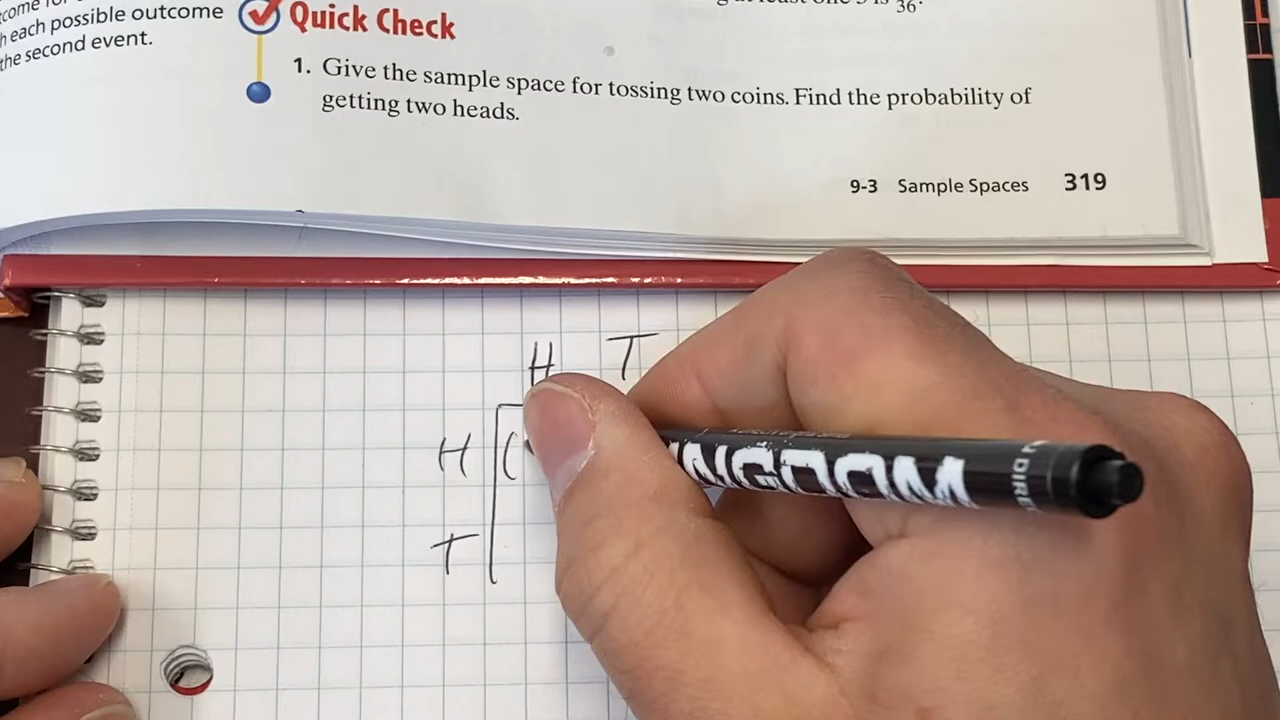 each possible outcome
the second event.
36.
Quick Check
1. Give the sample space for tossing two coins. Find the probability of
getting two heads.
9-3 Sample Spaces 319
H T
H (
T